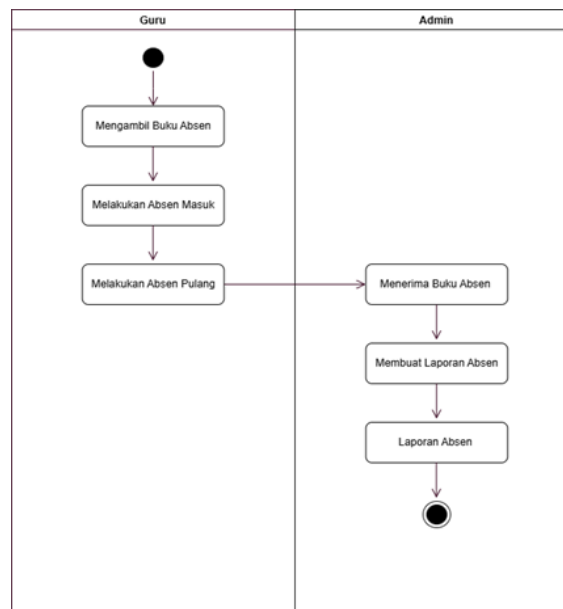 Guru
Admin
Mengambil Buku Absen
Melakukan Absen Masuk
Melakukan Absen Pulang
Menerima Buku Absen
Membuat Laporan Absen
Laporan Absen